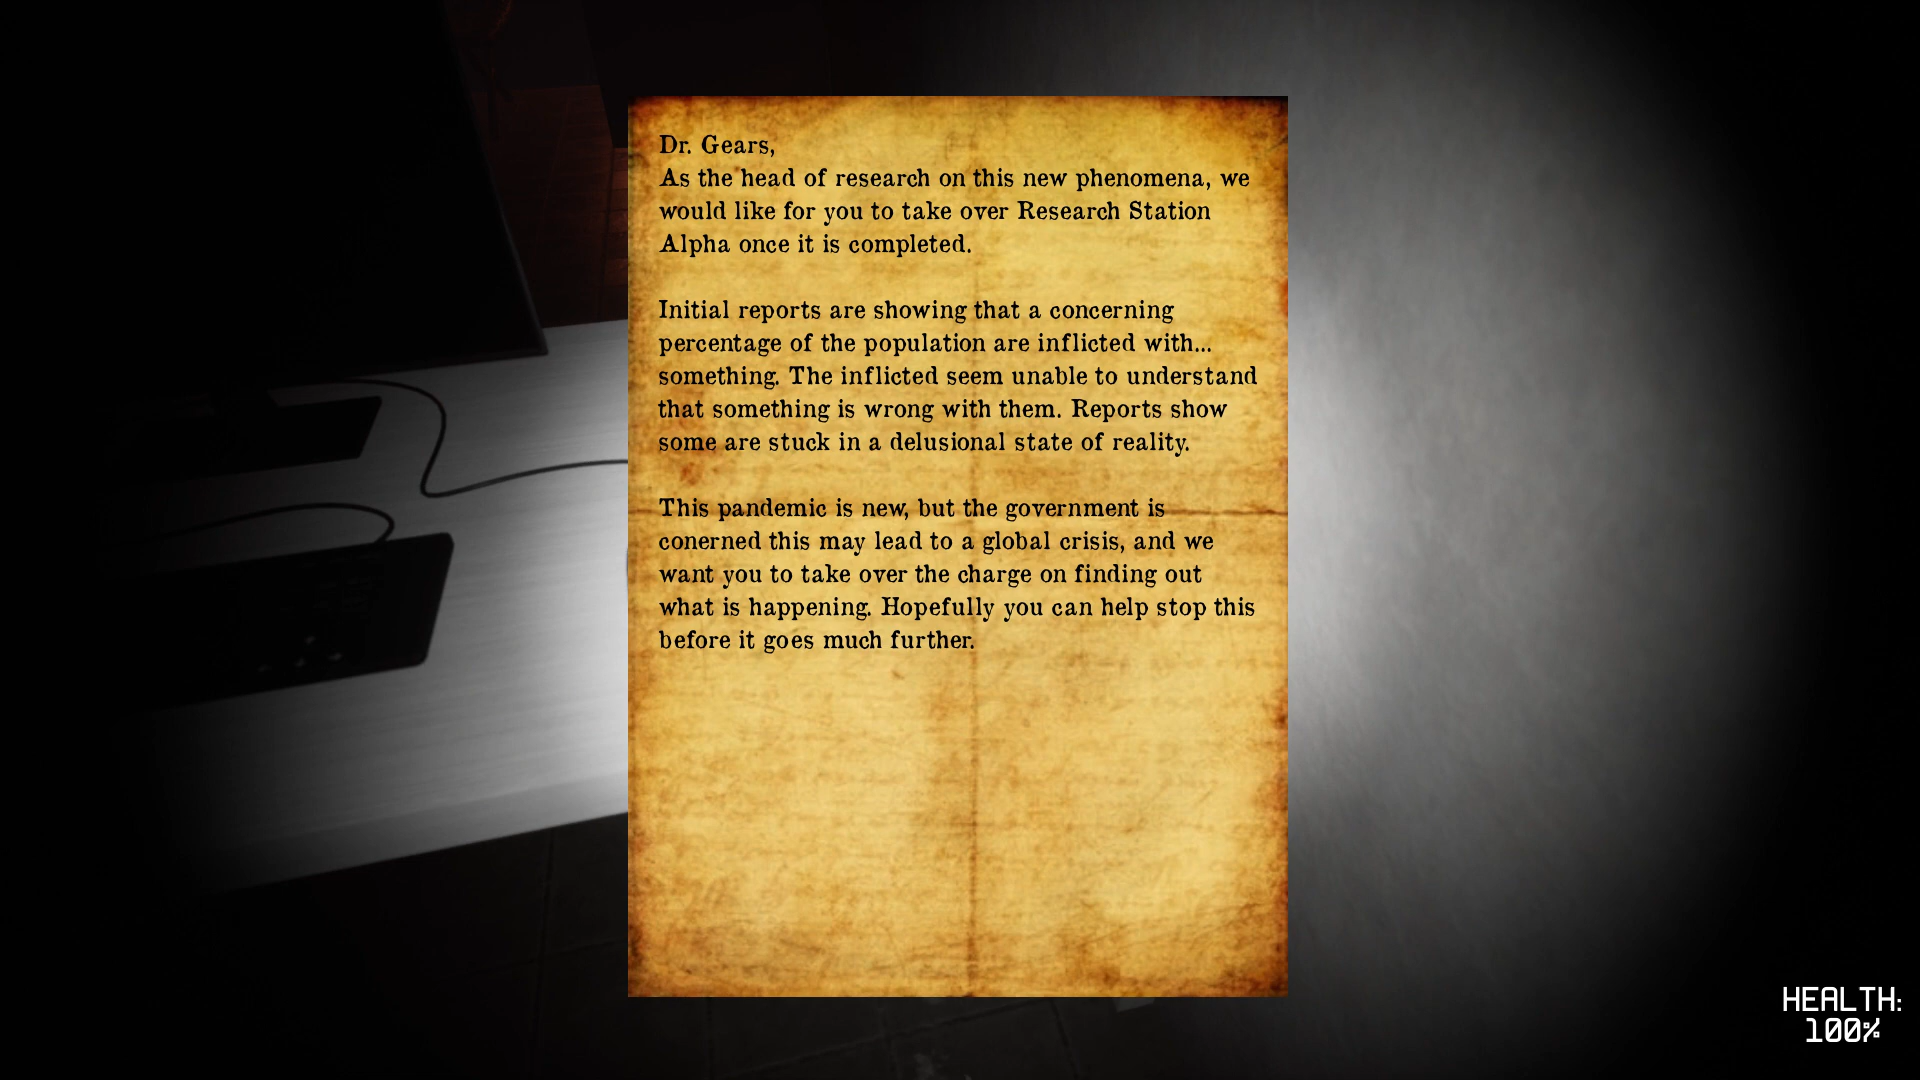 Dr. Gears,
As the head of research on this new phenomena, we
would like for you to take over Research Station
Alpha once it is completed.
Initial reports are showing that a concerning
percentage of the population are inflicted with...
something. The inflicted seem unable to understand
that something is wrong with them. Reports show
some are stuck in a delusional state of reality.
This pandemic is new, but the government is
conerned this may lead to a global crisis, and we
want you to take over the charge on finding out
what is happening. Hopefully you can help stop this
before it goes much further.
HEALTH:
100%